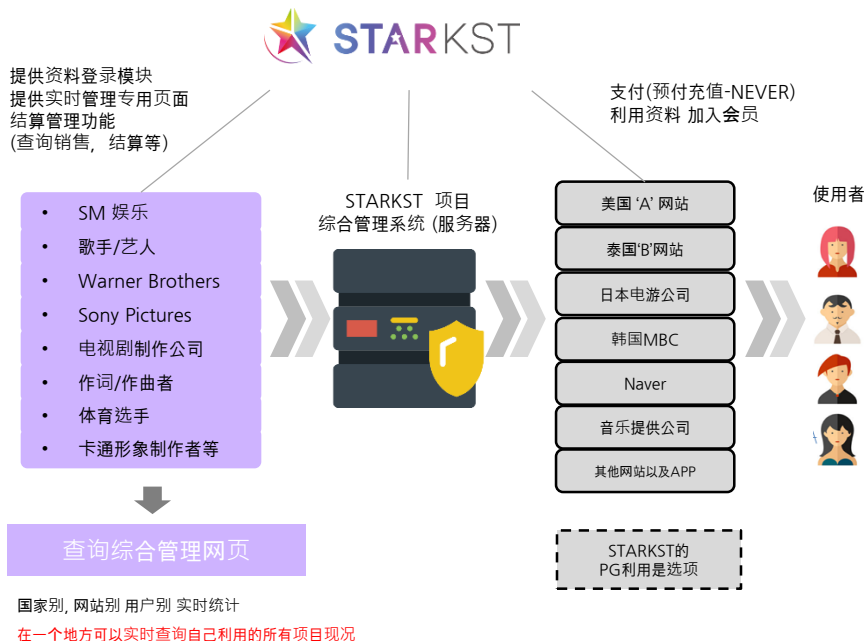 STARKST
提供资料登录模块
提供实时管理专用页面
结算管理功能
(查询销售，结算等)
支付(预付充值-NEVER)
利用资料 加入会员
• SM 娱乐
• 歌手/艺人
• Warner Brothers
• Sony Pictures
• 电视剧制作公司
• 作词/作曲者
• 体育选手
• 卡通形象制作者等
STARKST 项目
综合管理系统 (服务器)
美国 ‘A’ 网站
泰国‘B’网站
日本电游公司
韩国MBC
Naver
音乐提供公司
其他网站以及APP
使用者
查询综合管理网页
STARKST的
PG利用是选项
国家别, 网站别 用户别 实时统计
在一个地方可以实时查询自己利用的所有项目现况